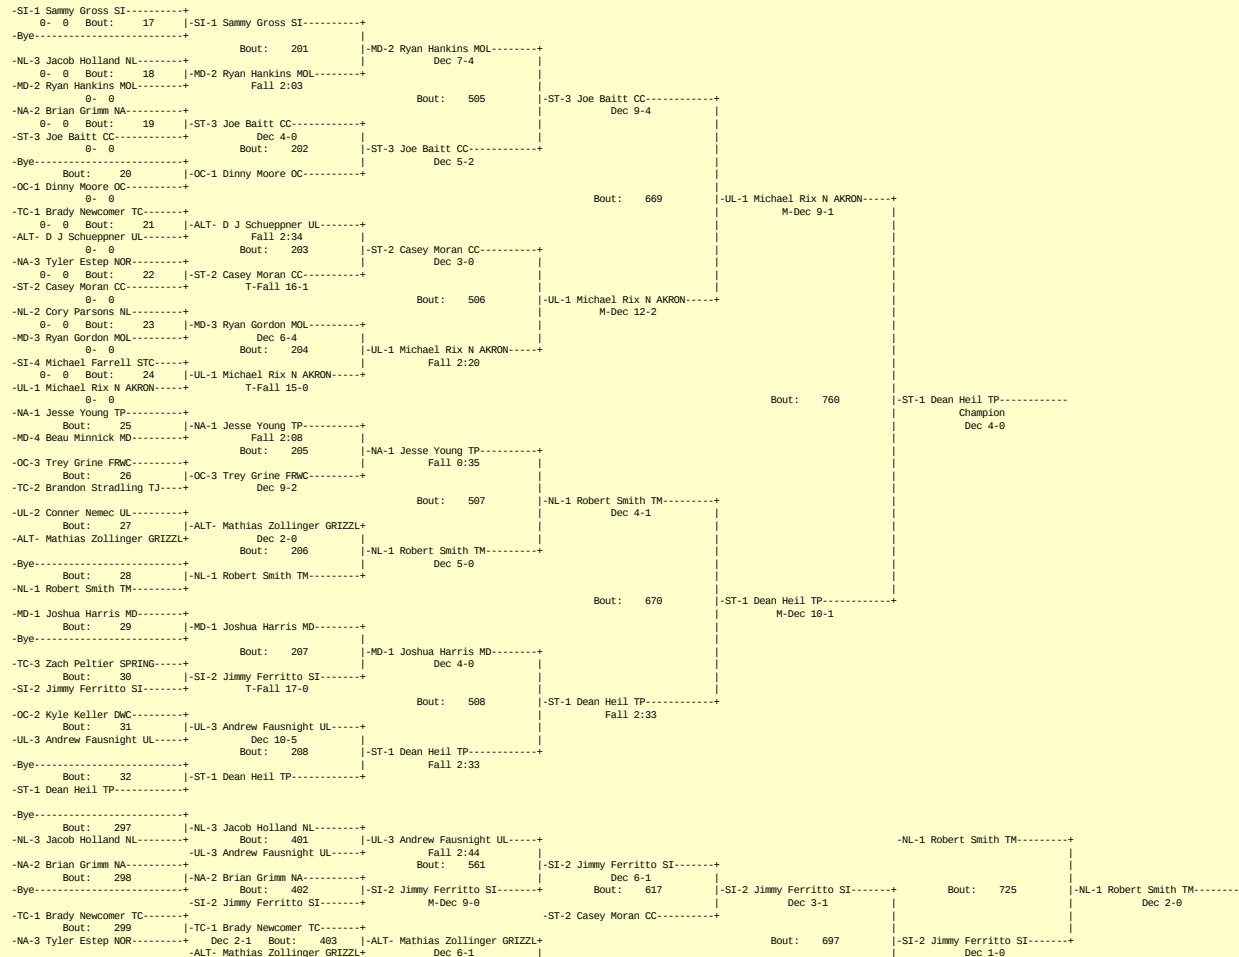 -SI-1 Sammy Gross SI----------+
0-  0   Bout:    17     |-SI-1 Sammy Gross SI----------+
-Bye--------------------------+                              |
Bout:    201     |-MD-2 Ryan Hankins MOL--------+
-NL-3 Jacob Holland NL--------+                              |           Dec 7-4              |
0-  0   Bout:    18     |-MD-2 Ryan Hankins MOL--------+                              |
-MD-2 Ryan Hankins MOL--------+          Fall 2:03                                            |
0-  0                                                 Bout:    505     |-ST-3 Joe Baitt CC------------+
-NA-2 Brian Grimm NA----------+                                                               |           Dec 9-4              |
0-  0   Bout:    19     |-ST-3 Joe Baitt CC------------+                              |                              |
-ST-3 Joe Baitt CC------------+           Dec 4-0            |                              |                              |
0-  0                      Bout:    202     |-ST-3 Joe Baitt CC------------+                              |
-Bye--------------------------+                              |           Dec 5-2                                             |
Bout:    20     |-OC-1 Dinny Moore OC----------+                                                             |
-OC-1 Dinny Moore OC----------+                                                                                            |
0-  0                                                                              Bout:    669     |-UL-1 Michael Rix N AKRON-----+
-TC-1 Brady Newcomer TC-------+                                                                                            |          M-Dec 9-1             |
0-  0   Bout:    21     |-ALT- D J Schueppner UL-------+                                                             |                              |
-ALT- D J Schueppner UL-------+          Fall 2:34           |                                                             |                              |
0-  0                      Bout:    203     |-ST-2 Casey Moran CC----------+                              |                              |
-NA-3 Tyler Estep NOR---------+                              |           Dec 3-0            |                              |                              |
0-  0   Bout:    22     |-ST-2 Casey Moran CC----------+                              |                              |                              |
-ST-2 Casey Moran CC----------+         T-Fall 16-1                                         |                              |                              |
0-  0                                                 Bout:    506     |-UL-1 Michael Rix N AKRON-----+                              |
-NL-2 Cory Parsons NL---------+                                                             |          M-Dec 12-2                                           |
0-  0   Bout:    23     |-MD-3 Ryan Gordon MOL---------+                              |                                                             |
-MD-3 Ryan Gordon MOL---------+           Dec 6-4            |                              |                                                             |
0-  0                      Bout:    204     |-UL-1 Michael Rix N AKRON-----+                                                             |
-SI-4 Michael Farrell STC-----+                              |          Fall 2:20                                                                         |
0-  0   Bout:    24     |-UL-1 Michael Rix N AKRON-----+                                                                                            |
-UL-1 Michael Rix N AKRON-----+         T-Fall 15-0                                                                                                       |
0-  0                                                                                                           Bout:    760     |-ST-1 Dean Heil TP------------
-NA-1 Jesse Young TP----------+                                                                                                                           |          Champion
Bout:    25     |-NA-1 Jesse Young TP----------+                                                                                            |           Dec 4-0
-MD-4 Beau Minnick MD---------+          Fall 2:08           |
Bout:    205     |-NA-1 Jesse Young TP----------+
-OC-3 Trey Grine FRWC---------+                              |          Fall 0:35           |
Bout:    26     |-OC-3 Trey Grine FRWC---------+                              |
-TC-2 Brandon Stradling TJ----+           Dec 9-2                                           |
Bout:    507     |-NL-1 Robert Smith TM---------+
-UL-2 Conner Nemec UL---------+                                                             |           Dec 4-1            |
Bout:    27     |-ALT- Mathias Zollinger GRIZZL+                              |                              |
-ALT- Mathias Zollinger GRIZZL+           Dec 2-0            |                              |                              |
Bout:    206     |-NL-1 Robert Smith TM---------+                              |
-Bye--------------------------+                              |           Dec 5-0                                           |
Bout:    28     |-NL-1 Robert Smith TM---------+                                                             |
-NL-1 Robert Smith TM---------+                                                                                            |
Bout:    670     |-ST-1 Dean Heil TP------------+
-MD-1 Joshua Harris MD--------+                                                                                            |          M-Dec 10-1
Bout:    29     |-MD-1 Joshua Harris MD--------+                                                             |
-Bye--------------------------+                              |                                                             |
Bout:    207     |-MD-1 Joshua Harris MD--------+                              |
-TC-3 Zach Peltier SPRING-----+                              |           Dec 4-0            |                              |
Bout:    30     |-SI-2 Jimmy Ferritto SI-------+                              |                              |
-SI-2 Jimmy Ferritto SI-------+         T-Fall 17-0                                         |                              |
Bout:    508     |-ST-1 Dean Heil TP------------+
-OC-2 Kyle Keller DWC---------+                                                             |          Fall 2:33
Bout:    31     |-UL-3 Andrew Fausnight UL-----+                              |
-UL-3 Andrew Fausnight UL-----+           Dec 10-5           |                              |
Bout:    208     |-ST-1 Dean Heil TP------------+
-Bye--------------------------+                              |          Fall 2:33
Bout:    32     |-ST-1 Dean Heil TP------------+
-ST-1 Dean Heil TP------------+
-Bye--------------------------+
Bout:    297     |-NL-3 Jacob Holland NL--------+
-NL-3 Jacob Holland NL--------+         Bout:    401     |-UL-3 Andrew Fausnight UL-----+                                                             -NL-1 Robert Smith TM---------+
-UL-3 Andrew Fausnight UL-----+          Fall 2:44           |                                                                                            |
-NA-2 Brian Grimm NA----------+                                    Bout:    561     |-SI-2 Jimmy Ferritto SI-------+                                                             |
Bout:    298     |-NA-2 Brian Grimm NA----------+                              |           Dec 6-1            |                                                             |
-Bye--------------------------+         Bout:    402     |-SI-2 Jimmy Ferritto SI-------+         Bout:    617     |-SI-2 Jimmy Ferritto SI-------+         Bout:    725     |-NL-1 Robert Smith TM--------
-SI-2 Jimmy Ferritto SI-------+          M-Dec 9-0                                           |           Dec 3-1            |                              |           Dec 2-0
-TC-1 Brady Newcomer TC-------+                                                  -ST-2 Casey Moran CC----------+                              |                              |
Bout:    299     |-TC-1 Brady Newcomer TC-------+                                                                                            |                              |
-NA-3 Tyler Estep NOR---------+    Dec 2-1   Bout:    403     |-ALT- Mathias Zollinger GRIZZL+                                    Bout:    697     |-SI-2 Jimmy Ferritto SI-------+
-ALT- Mathias Zollinger GRIZZL+           Dec 6-1            |                                                             |           Dec 1-0